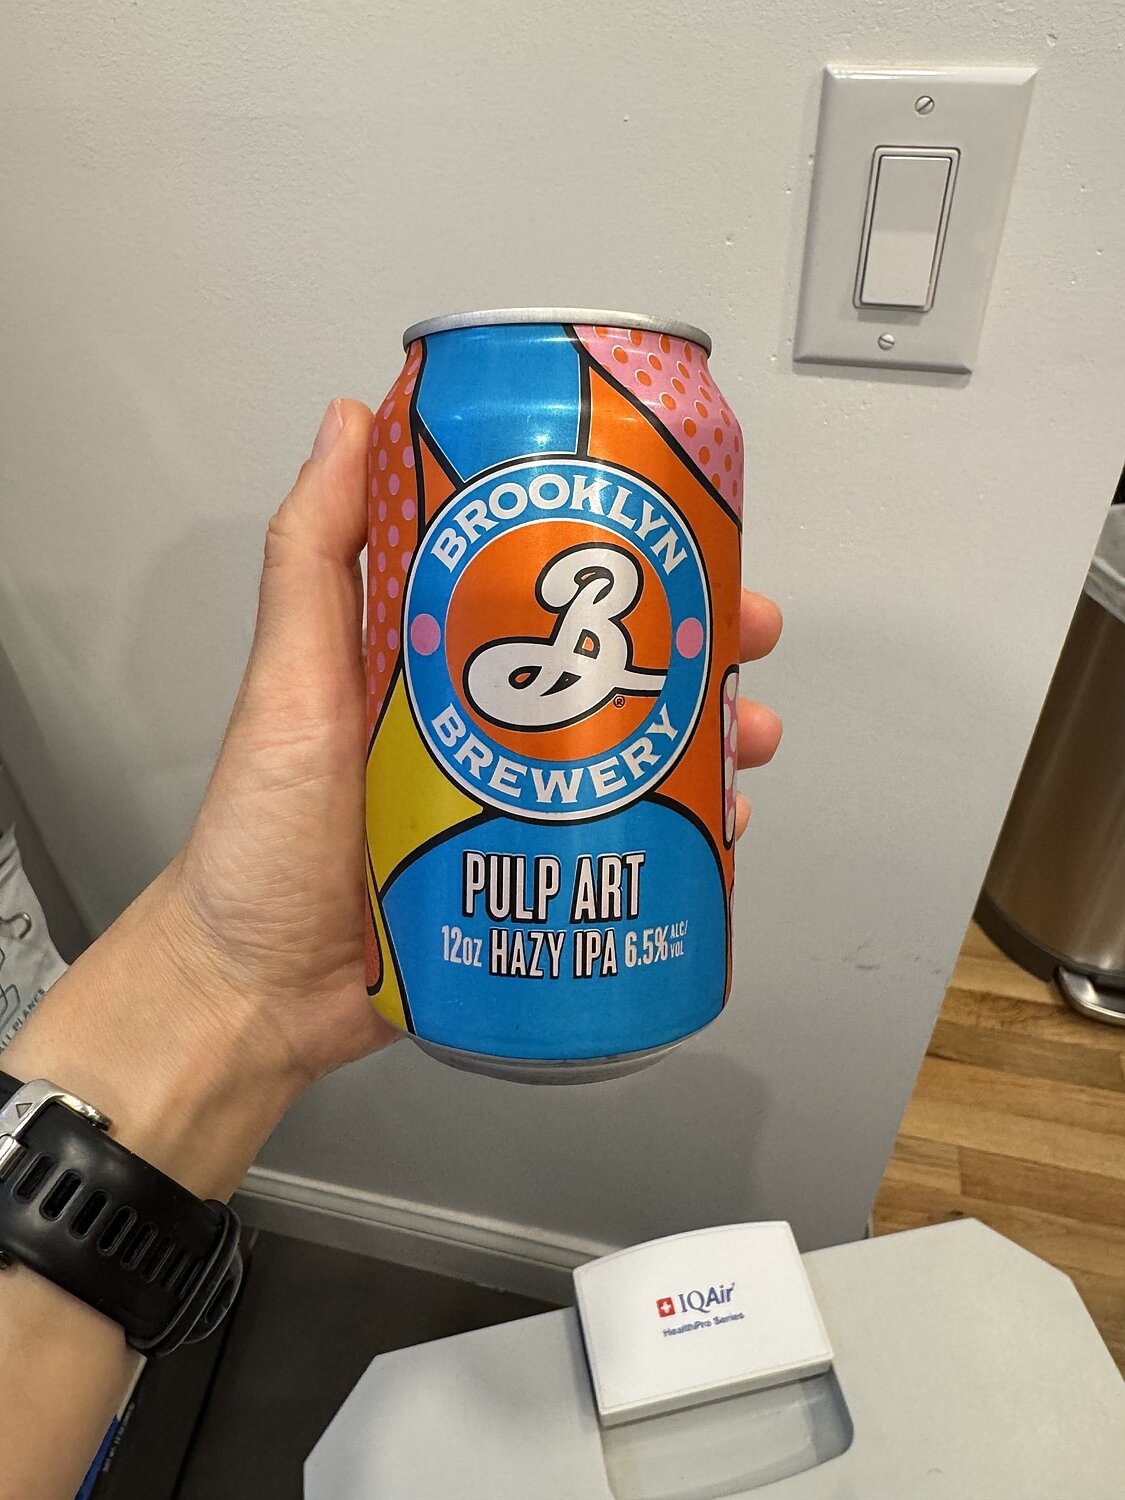 BROOKLYN
B®
BREWERY
PULP ART
12oz HAZY IPA 6.5% ALC/
VOL
IQAir
HealthPro Series